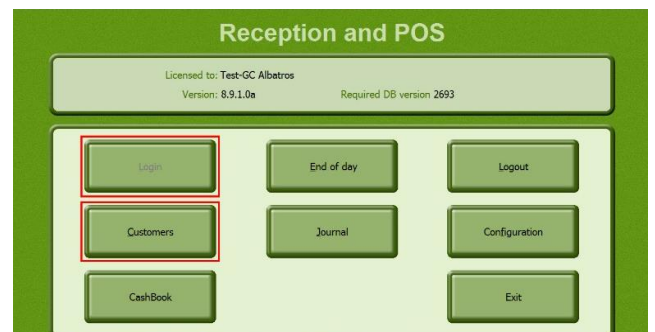 Reception and POS
Licensed to: Test-GC Albatros
Version: 8.9.1.0a Required DB version 2693
Login End of day Logout
Customers Journal Configuration
CashBook Exit